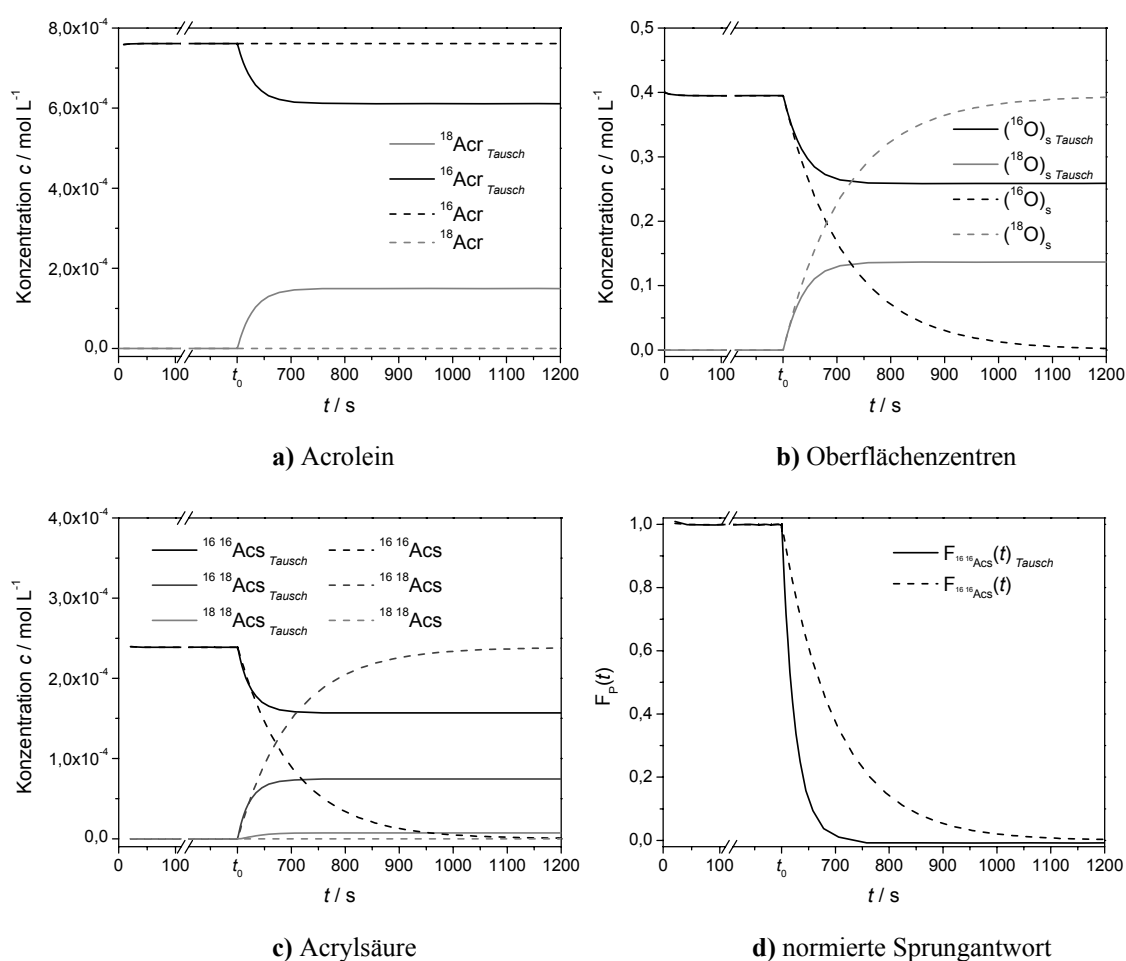 8,0x10⁻⁴
6,0x10⁻⁴
4,0x10⁻⁴
2,0x10⁻⁴
0,0
Konzentration c / mol L⁻¹
¹⁸Acr Tausch
¹⁶Acr Tausch
¹⁶Acr
¹⁸Acr
0 100 t₀ 700 800 900 1000 1100 1200
t / s
a) Acrolein
0,5
0,4
0,3
0,2
0,1
0,0
Konzentration c / mol L⁻¹
(¹⁶O)s Tausch
(¹⁸O)s Tausch
(¹⁶O)s
(¹⁸O)s
0 100 t₀ 700 800 900 1000 1100 1200
t / s
b) Oberflächenzentren
4,0x10⁻⁴
3,0x10⁻⁴
2,0x10⁻⁴
1,0x10⁻⁴
0,0
Konzentration c / mol L⁻¹
¹⁶ ¹⁶Acs Tausch ¹⁶ ¹⁶Acs
¹⁶ ¹⁸Acs Tausch ¹⁶ ¹⁸Acs
¹⁸ ¹⁸Acs Tausch ¹⁸ ¹⁸Acs
0 100 t₀ 700 800 900 1000 1100 1200
t / s
c) Acrylsäure
1,0
0,8
0,6
0,4
0,2
0,0
F_P(t)
F₁₆ ₁₆Acs(t) Tausch
F₁₆ ₁₆Acs(t)
0 100 t₀ 700 800 900 1000 1100 1200
t / s
d) normierte Sprungantwort